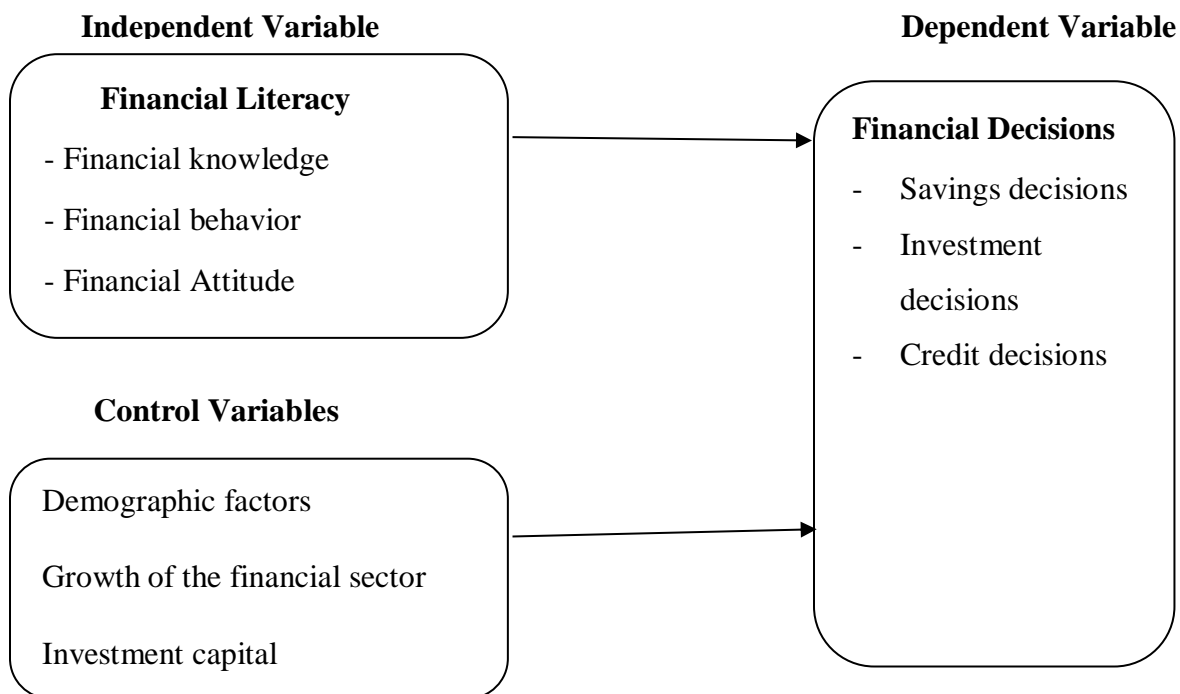 Independent Variable
Financial Literacy
- Financial knowledge
- Financial behavior
- Financial Attitude
Control Variables
Demographic factors
Growth of the financial sector
Investment capital
Dependent Variable
Financial Decisions
- Savings decisions
- Investment
decisions
- Credit decisions